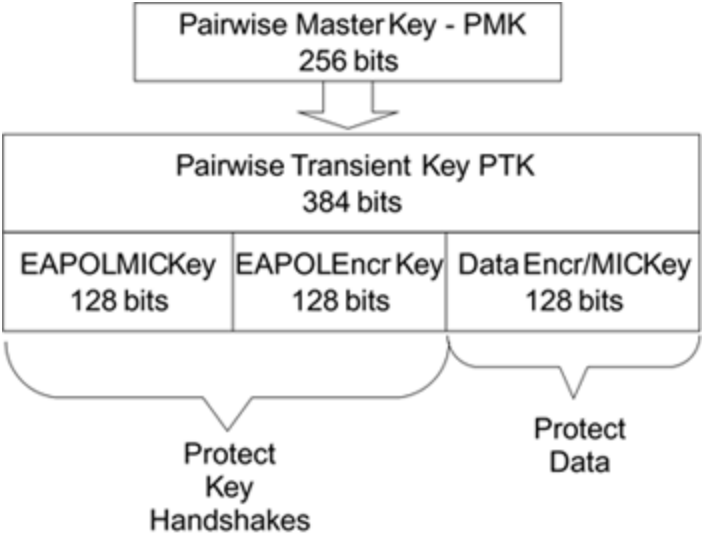 Pairwise Master Key - PMK
256 bits
Pairwise Transient Key PTK
384 bits
EAPOLMICKey
128 bits
EAPOLEncr Key
128 bits
Data Encr/MICKey
128 bits
Protect
Key
Handshakes
Protect
Data